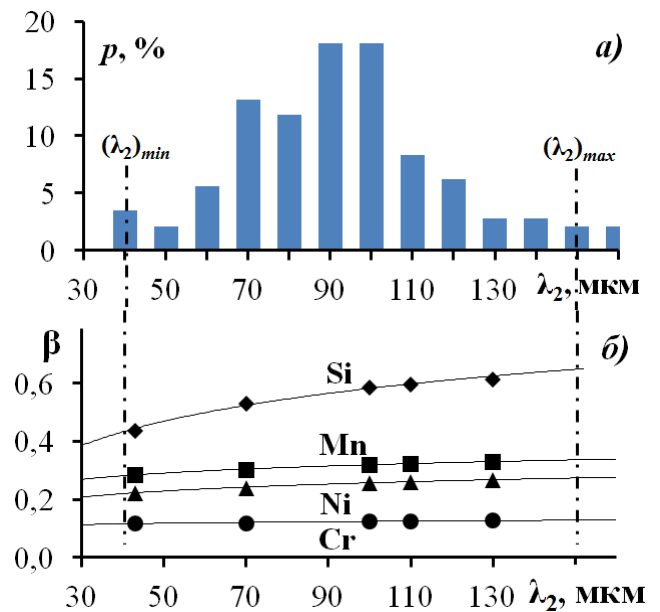 20
p, %
а)
15
10
(λ₂)min
(λ₂)max
5
0
30 50 70 90 110 130 λ₂, мкм
β
б)
0,6
Si
0,4
Mn
0,2
Ni
Cr
0,0
30 50 70 90 110 130 λ₂, мкм